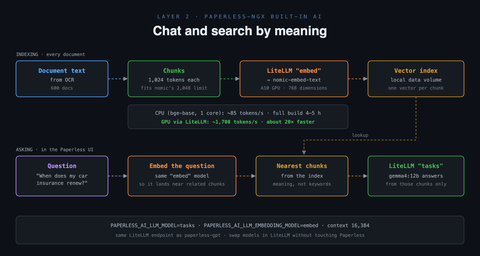 LAYER 2 · PAPERLESS-NGX BUILT-IN AI
Chat and search by meaning
INDEXING · every document
Document text
from OCR
600 docs
Chunks
1,024 tokens each
fits nomic's 2,048 limit
LiteLLM "embed"
→ nomic-embed-text
A10 GPU · 768 dimensions
Vector index
local data volume
one vector per chunk
CPU (bge-base, 1 core): ~85 tokens/s · full build 4–5 h
GPU via LiteLLM: ~1,700 tokens/s · about 20× faster
lookup
ASKING · in the Paperless UI
Question
"When does my car
insurance renew?"
Embed the question
same "embed" model
so it lands near related chunks
Nearest chunks
from the index
meaning, not keywords
LiteLLM "tasks"
gemma4:12b answers
from those chunks only
PAPERLESS_AI_LLM_MODEL=tasks · PAPERLESS_AI_LLM_EMBEDDING_MODEL=embed · context 16,384
same LiteLLM endpoint as paperless-gpt · swap models in LiteLLM without touching Paperless